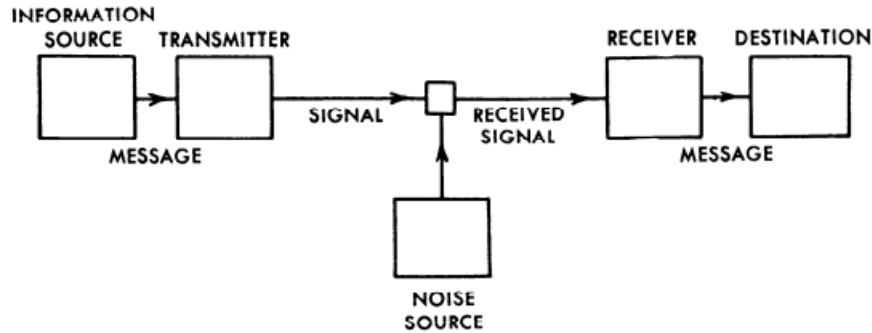 INFORMATION
SOURCE
TRANSMITTER
RECEIVER
DESTINATION
SIGNAL
RECEIVED
SIGNAL
MESSAGE
MESSAGE
NOISE
SOURCE